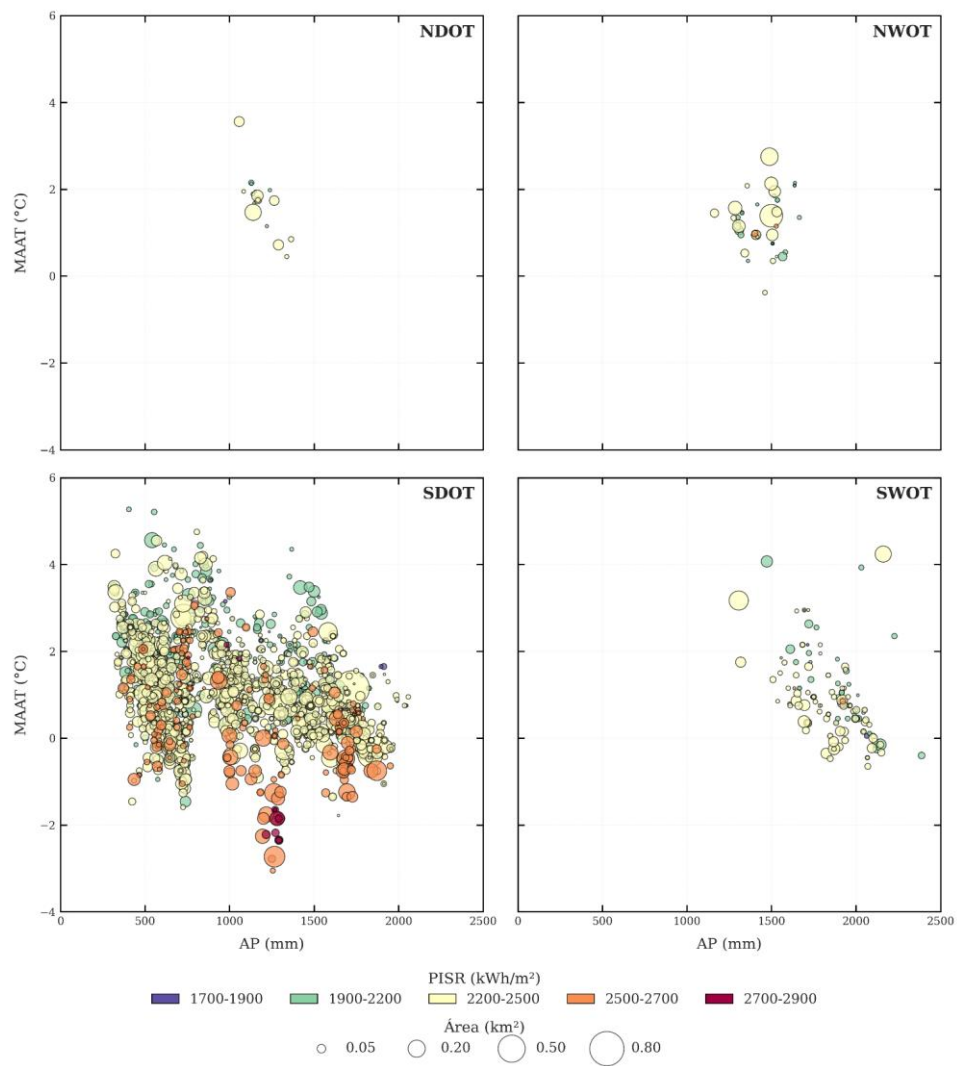 NDOT
NWOT
6
4
2
0
−2
−4
MAAT (°C)
SDOT
SWOT
6
4
2
0
−2
−4
MAAT (°C)
0 500 1000 1500 2000 2500
0 500 1000 1500 2000 2500
AP (mm)
AP (mm)
PISR (kWh/m²)
1700-1900 1900-2200 2200-2500 2500-2700 2700-2900
Área (km²)
0.05 0.20 0.50 0.80